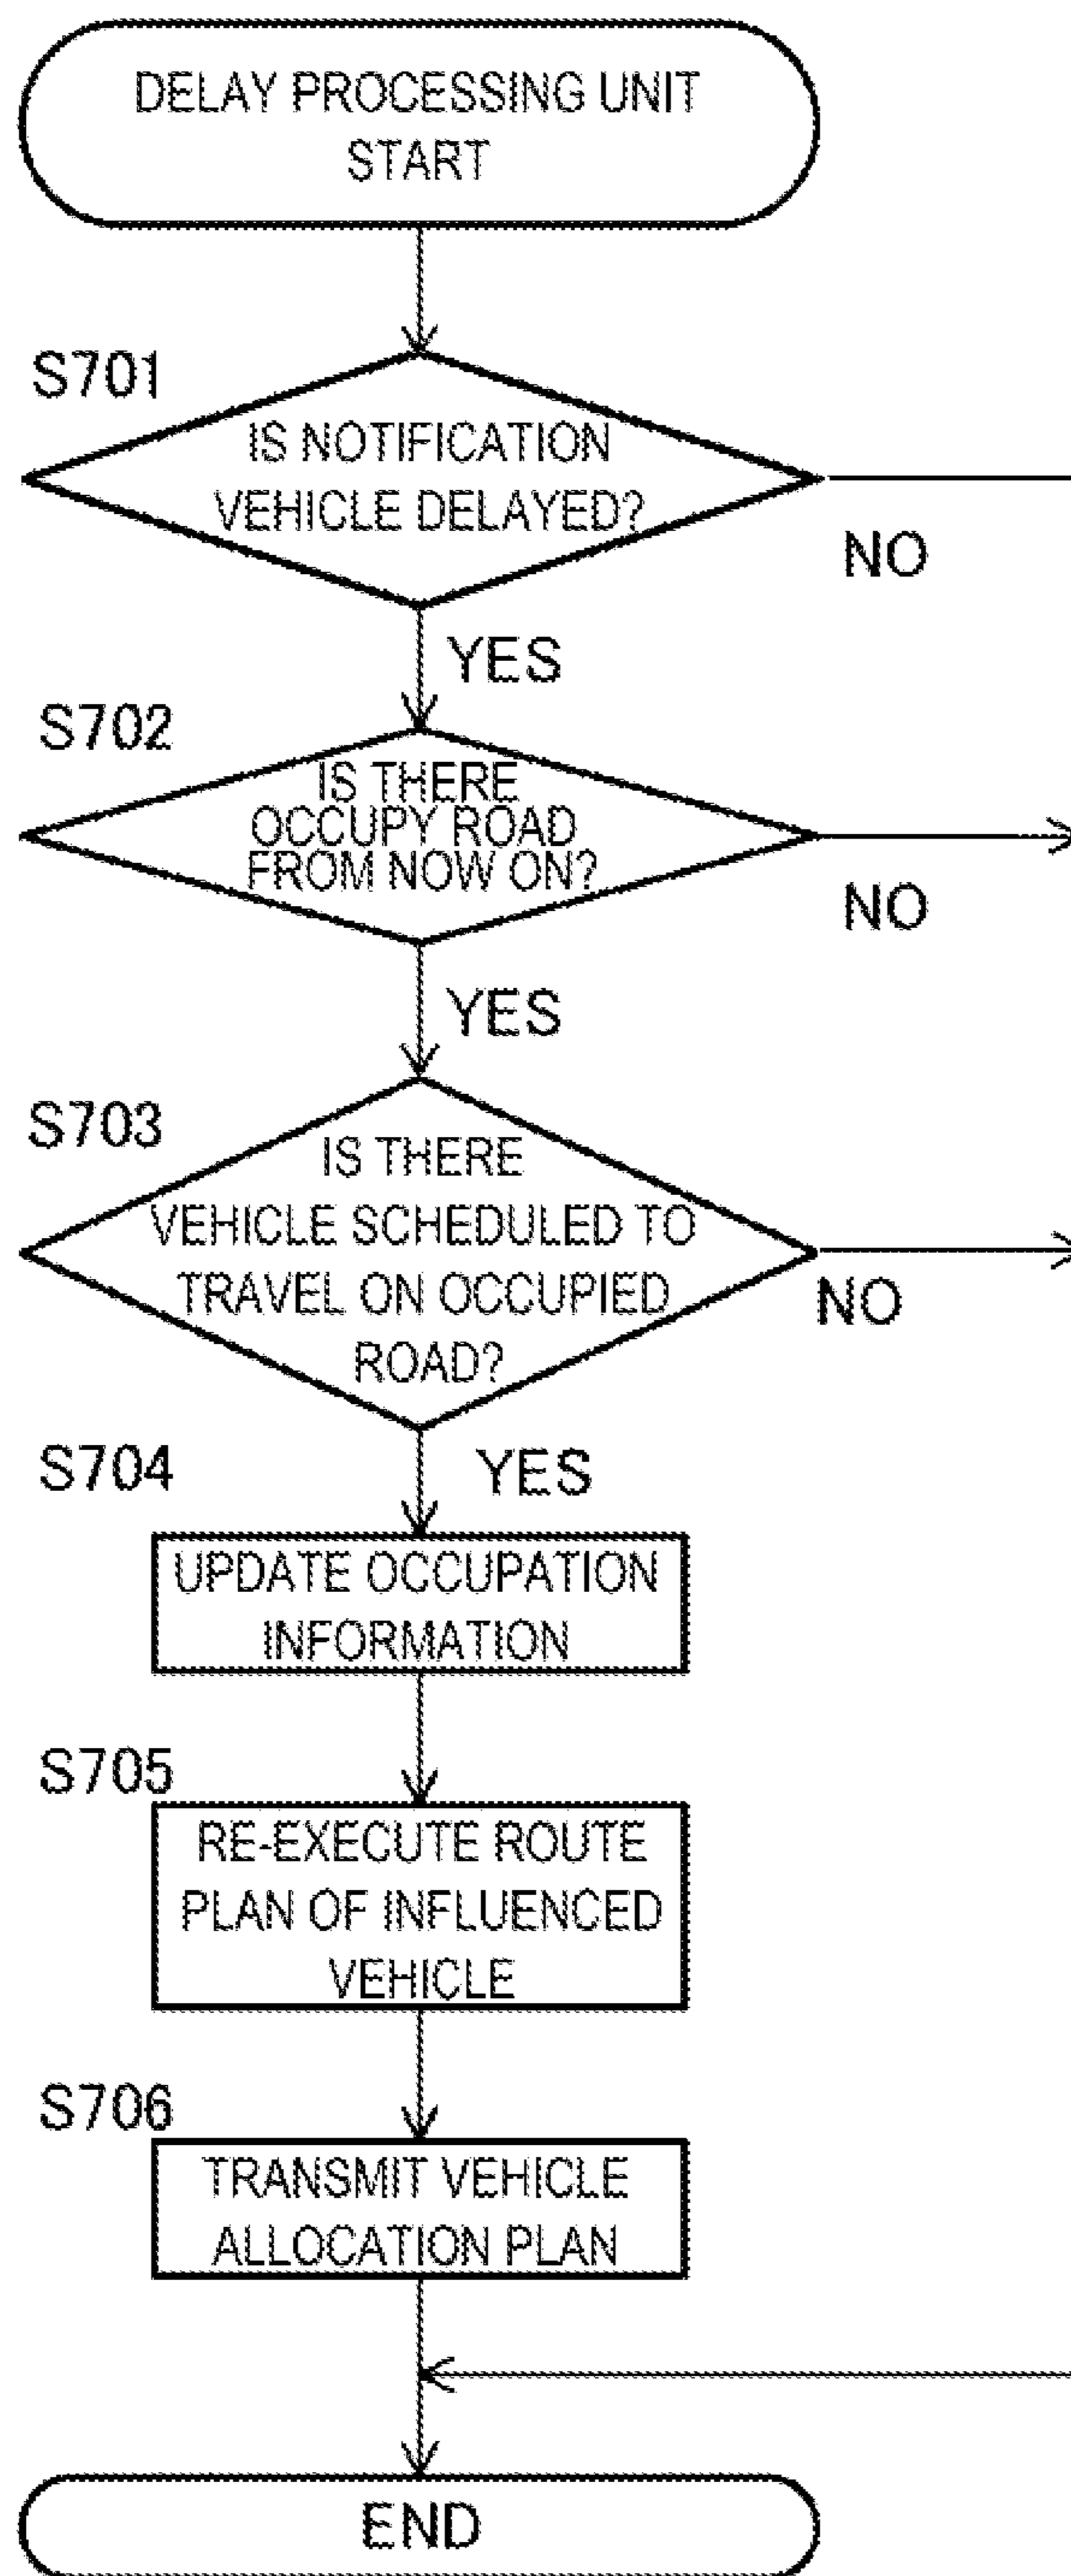 DELAY PROCESSING UNIT
START
S701
IS NOTIFICATION
VEHICLE DELAYED?
NO
YES
S702
IS THERE
OCCUPY ROAD
FROM NOW ON?
NO
YES
S703
IS THERE
VEHICLE SCHEDULED TO
TRAVEL ON OCCUPIED
ROAD?
NO
YES
S704
UPDATE OCCUPATION
INFORMATION
S705
RE-EXECUTE ROUTE
PLAN OF INFLUENCED
VEHICLE
S706
TRANSMIT VEHICLE
ALLOCATION PLAN
END